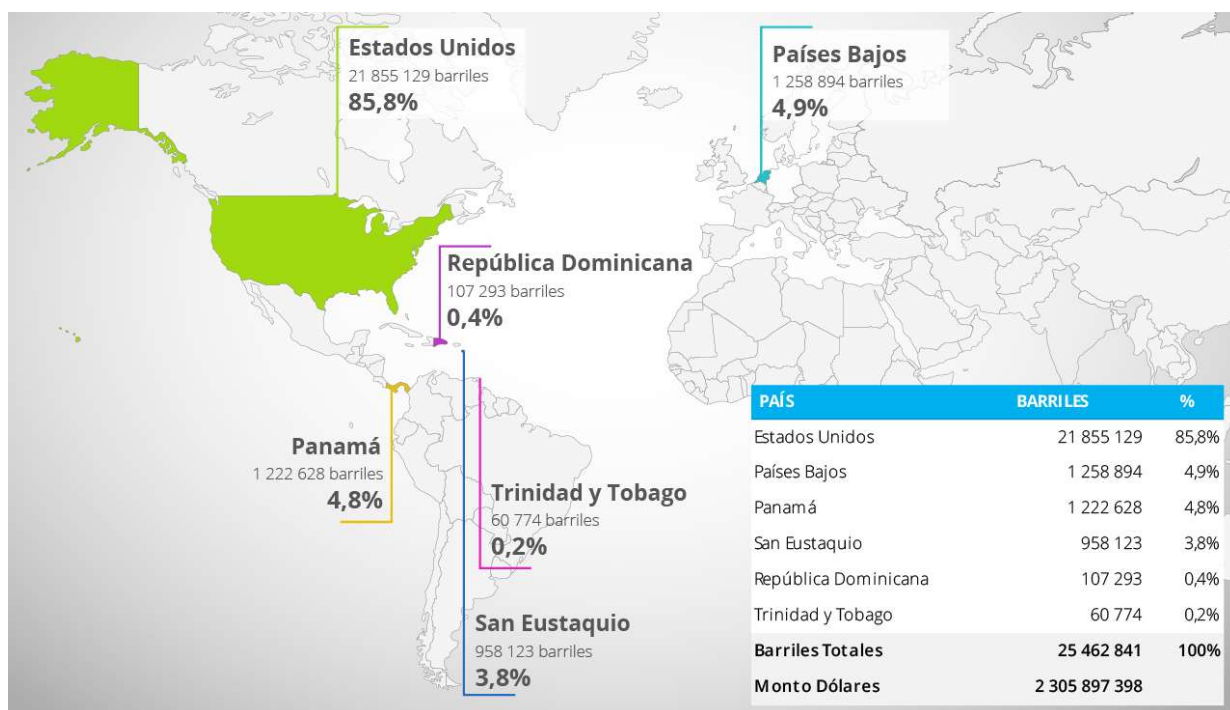 Estados Unidos
21 855 129 barriles
85,8%
Países Bajos
1 258 894 barriles
4,9%
República Dominicana
107 293 barriles
0,4%
Panamá
1 222 628 barriles
4,8%
Trinidad y Tobago
60 774 barriles
0,2%
San Eustaquio
958 123 barriles
3,8%
PAÍS BARRILES %
Estados Unidos 21 855 129 85,8%
Países Bajos 1 258 894 4,9%
Panamá 1 222 628 4,8%
San Eustaquio 958 123 3,8%
República Dominicana 107 293 0,4%
Trinidad y Tobago 60 774 0,2%
Barriles Totales 25 462 841 100%
Monto Dólares 2 305 897 398